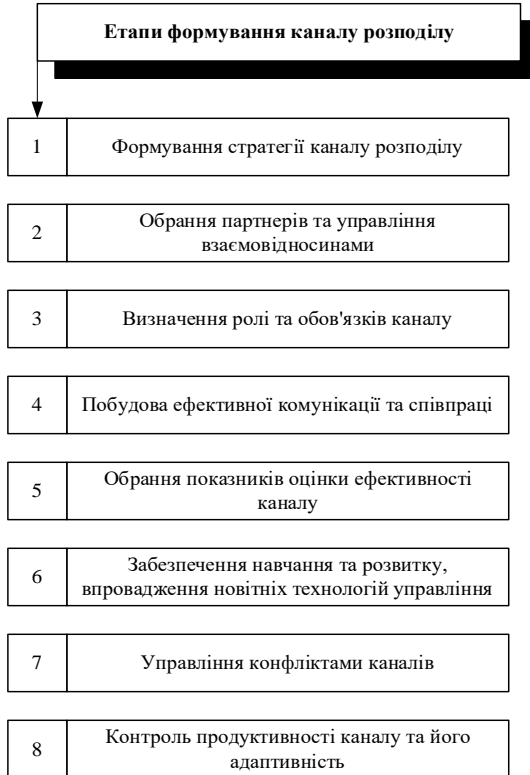 Етапи формування каналу розподілу
1 Формування стратегії каналу розподілу
2 Обрання партнерів та управління
взаємовідносинами
3 Визначення ролі та обов'язків каналу
4 Побудова ефективної комунікації та співпраці
5 Обрання показників оцінки ефективності
каналу
6 Забезпечення навчання та розвитку,
впровадження новітніх технологій управління
7 Управління конфліктами каналів
8 Контроль продуктивності каналу та його
адаптивність